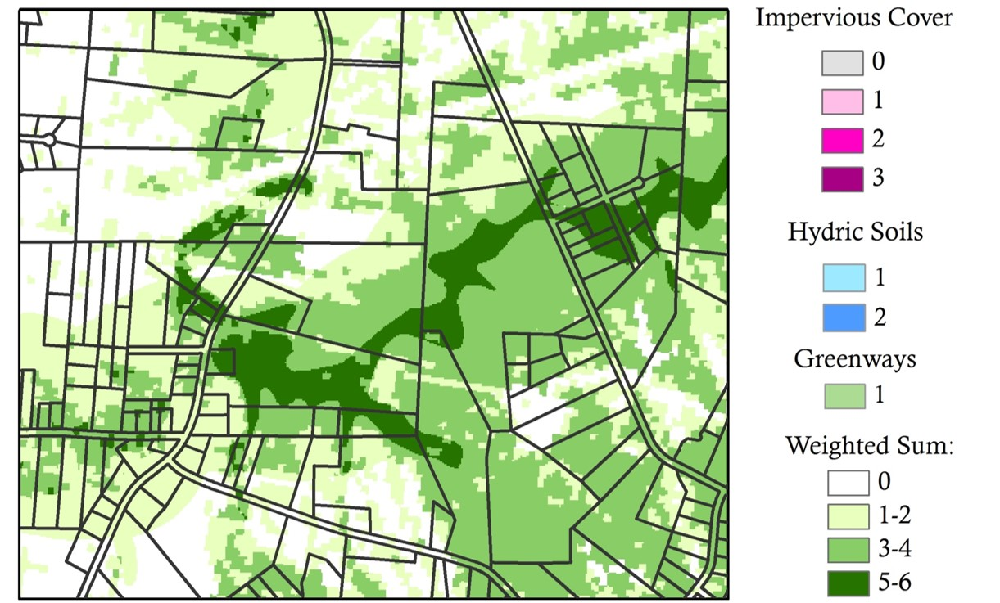 Impervious Cover
0
1
2
3
Hydric Soils
1
2
Greenways
1
Weighted Sum:
0
1-2
3-4
5-6